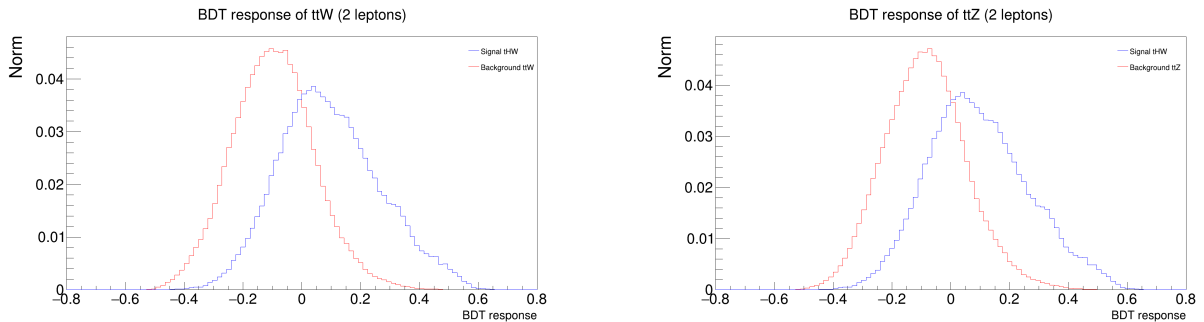 BDT response of ttW (2 leptons)
Norm
Signal tHW
Background ttW
0.04
0.03
0.02
0.01
0
−0.8 −0.6 −0.4 −0.2 0 0.2 0.4 0.6 0.8
BDT response
BDT response of ttZ (2 leptons)
Norm
Signal tHW
Background ttZ
0.04
0.03
0.02
0.01
0
−0.8 −0.6 −0.4 −0.2 0 0.2 0.4 0.6 0.8
BDT response